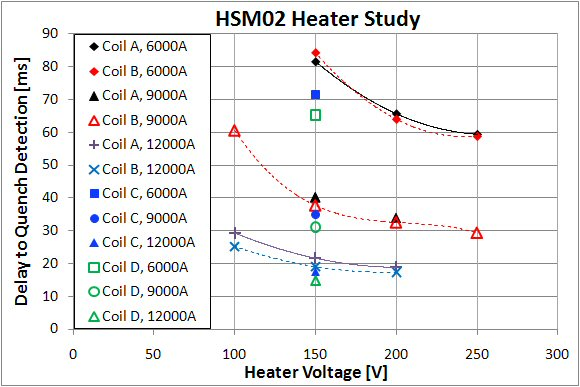 HSM02 Heater Study
Delay to Quench Detection [ms]
90
80
70
60
50
40
30
20
10
0
Coil A, 6000A
Coil B, 6000A
Coil A, 9000A
Coil B, 9000A
Coil A, 12000A
Coil B, 12000A
Coil C, 6000A
Coil C, 9000A
Coil C, 12000A
Coil D, 6000A
Coil D, 9000A
Coil D, 12000A
0 50 100 150 200 250 300
Heater Voltage [V]